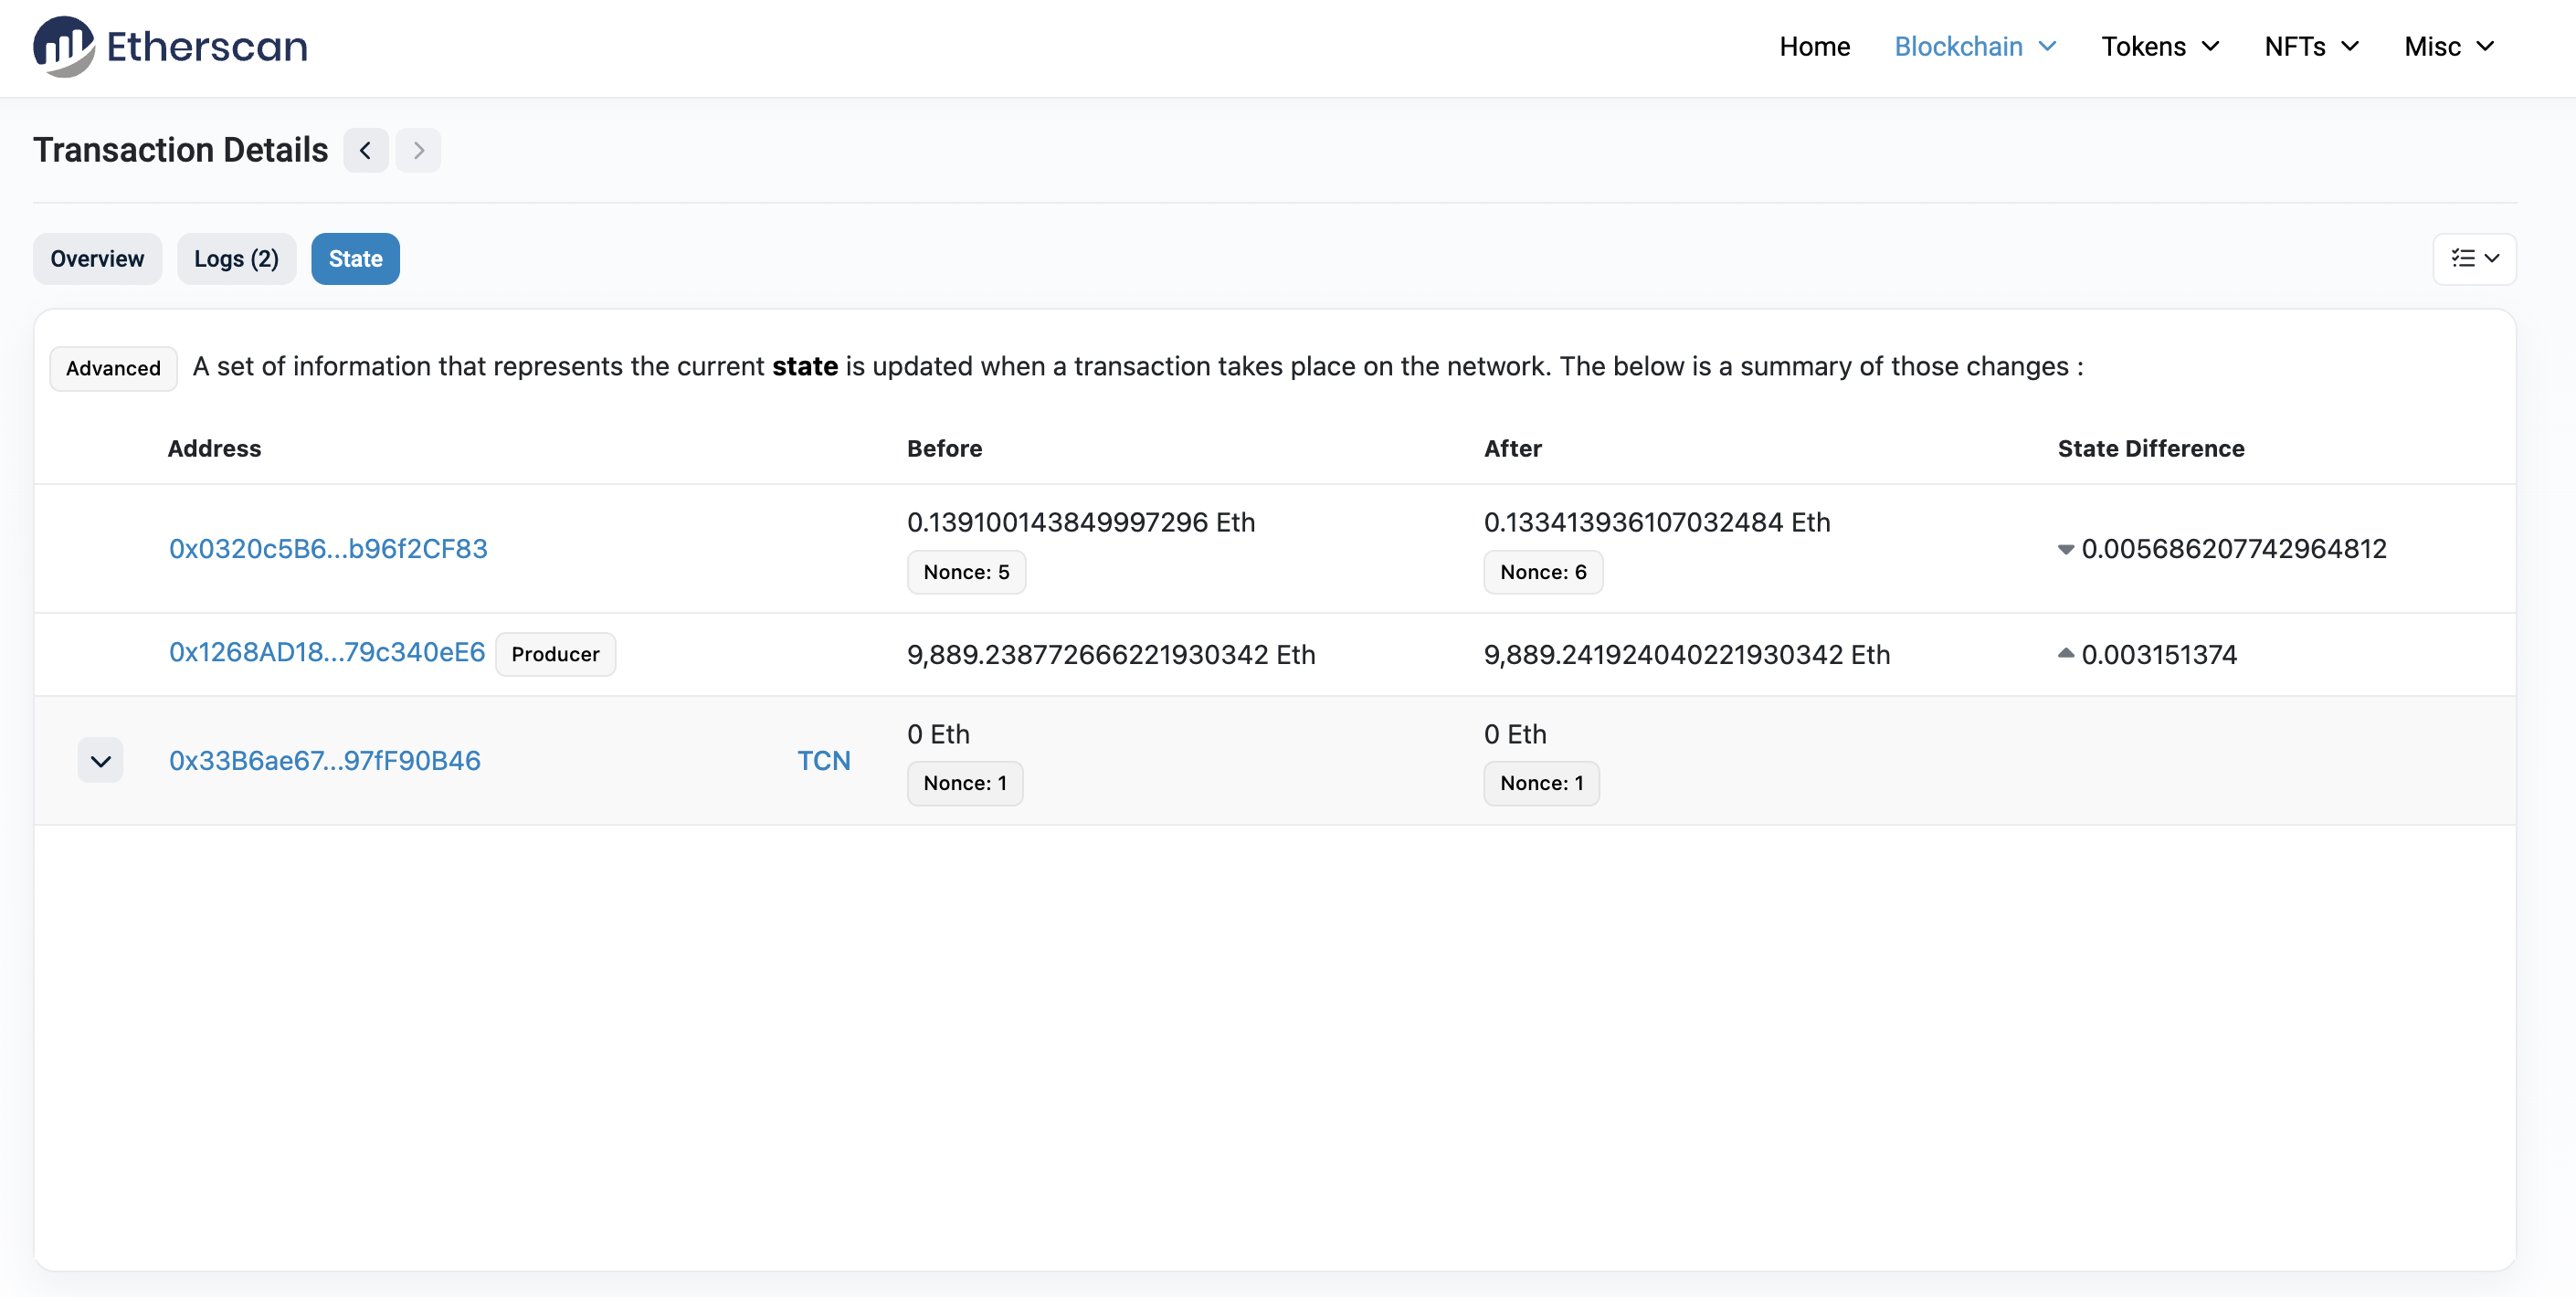 Etherscan
Home Blockchain Tokens NFTs Misc
Transaction Details
Overview Logs (2) State
Advanced A set of information that represents the current state is updated when a transaction takes place on the network. The below is a summary of those changes :
Address Before After State Difference
0x0320c5B6...b96f2CF83 0.139100143849997296 Eth 0.133413936107032484 Eth 0.005686207742964812
Nonce: 5 Nonce: 6
0x1268AD18...79c340eE6 Producer 9,889.238772666221930342 Eth 9,889.241924040221930342 Eth 0.003151374
0x33B6ae67...97fF90B46 TCN 0 Eth 0 Eth
Nonce: 1 Nonce: 1